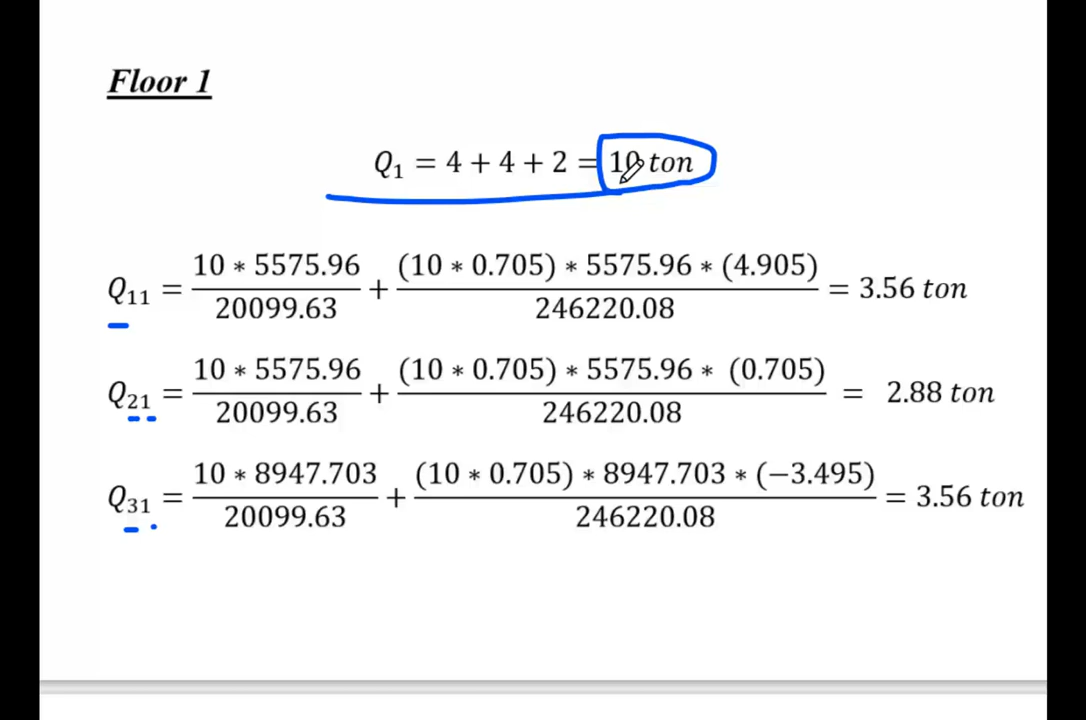 Floor 1
Q₁ = 4 + 4 + 2 = 10 ton
Q₁₁ = (10 * 5575.96)/20099.63 + ((10 * 0.705) * 5575.96 * (4.905))/246220.08 = 3.56 ton
Q₂₁ = (10 * 5575.96)/20099.63 + ((10 * 0.705) * 5575.96 * (0.705))/246220.08 = 2.88 ton
Q₃₁ = (10 * 8947.703)/20099.63 + ((10 * 0.705) * 8947.703 * (−3.495))/246220.08 = 3.56 ton